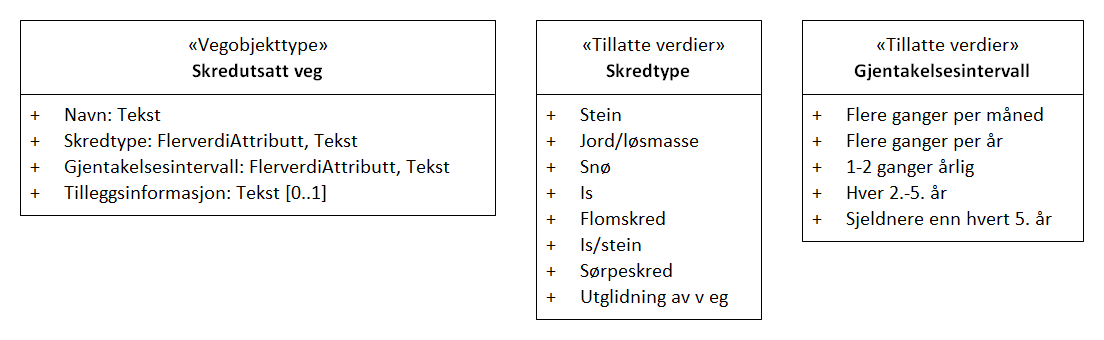 «Vegobjekttype»
Skredutsatt veg
+ Navn: Tekst
+ Skredtype: FlerverdiAttributt, Tekst
+ Gjentakelsesintervall: FlerverdiAttributt, Tekst
+ Tilleggsinformasjon: Tekst [0..1]
«Tillatte verdier»
Skredtype
+ Stein
+ Jord/løsmasse
+ Snø
+ Is
+ Flomskred
+ Is/stein
+ Sørpeskred
+ Utglidning av v eg
«Tillatte verdier»
Gjentakelsesintervall
+ Flere ganger per måned
+ Flere ganger per år
+ 1-2 ganger årlig
+ Hver 2.-5. år
+ Sjeldnere enn hvert 5. år